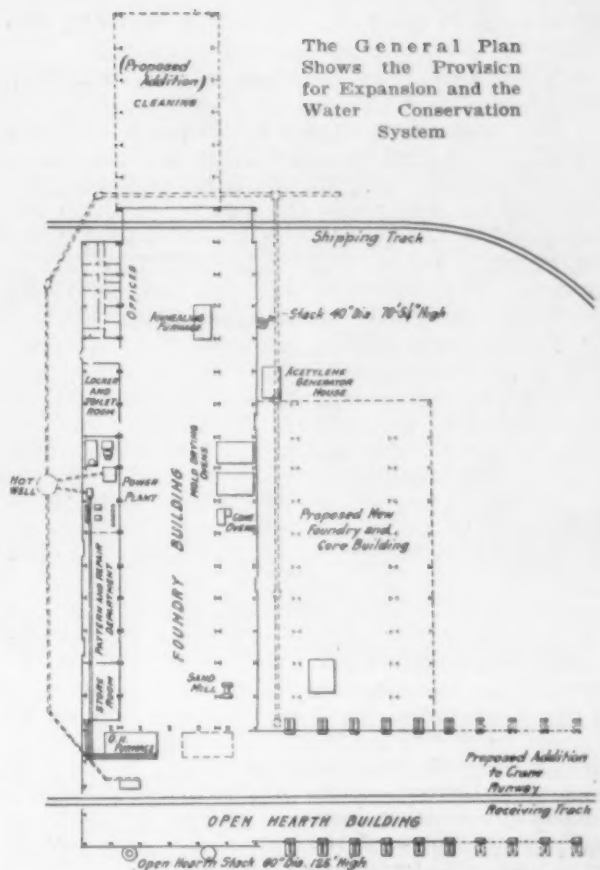 The General Plan
Shows the Provision
for Expansion and the
Water Conservation
System
(Proposed
Addition)
CLEANING
Shipping Track
OFFICES
ANNEALING
FURNACE
Stack 40" Dia. 70'-5¼" High
LOCKER
AND
TOILET
ROOM
ACETYLENE
GENERATOR
HOUSE
HOT
WELL
POWER
PLANT
MOLD DRYING
OVENS
FOUNDRY BUILDING
CORE
OVENS
Proposed New
Foundry and
Core Building
PATTERN AND REPAIR
DEPARTMENT
STORE
ROOM
SAND
MILL
O.H.
FURNACE
Proposed Addition
to Crane
Runway
Receiving Track
OPEN HEARTH BUILDING
Open Hearth Stack 60" Dia. 125' High